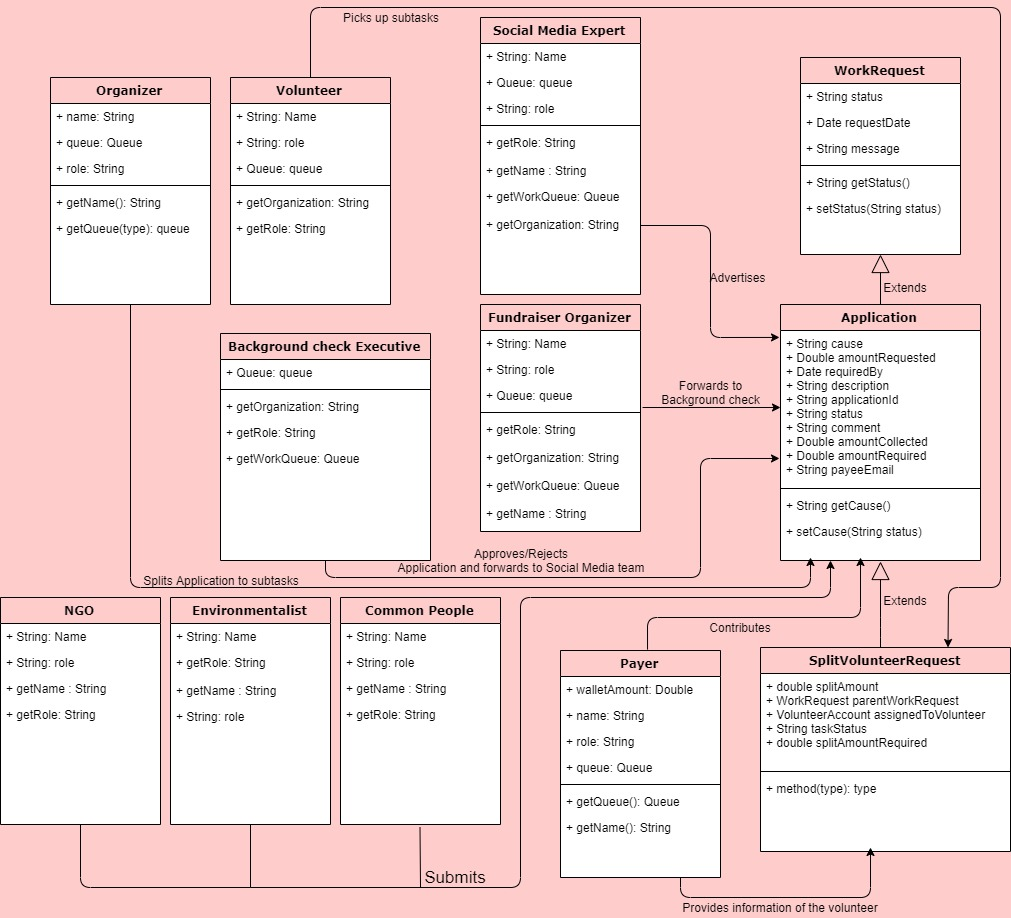 Picks up subtasks
Organizer
+ name: String
+ queue: Queue
+ role: String
+ getName(): String
+ getQueue(type): queue
Volunteer
+ String: Name
+ String: role
+ Queue: queue
+ getOrganization: String
+ getRole: String
Social Media Expert
+ String: Name
+ Queue: queue
+ String: role
+ getRole: String
+ getName : String
+ getWorkQueue: Queue
+ getOrganization: String
Advertises
WorkRequest
+ String status
+ Date requestDate
+ String message
+ String getStatus()
+ setStatus(String status)
Extends
Background check Executive
+ Queue: queue
+ getOrganization: String
+ getRole: String
+ getWorkQueue: Queue
Fundraiser Organizer
+ String: Name
+ String: role
+ Queue: queue
+ getRole: String
+ getOrganization: String
+ getWorkQueue: Queue
+ getName : String
Forwards to
Background check
Application
+ String cause
+ Double amountRequested
+ Date requiredBy
+ String description
+ String applicationId
+ String status
+ String comment
+ Double amountCollected
+ Double amountRequired
+ String payeeEmail
+ String getCause()
+ setCause(String status)
Approves/Rejects
Application and forwards to Social Media team
Splits Application to subtasks
NGO
+ String: Name
+ String: role
+ getName : String
+ getRole: String
Environmentalist
+ String: Name
+ getRole: String
+ getName : String
+ String: role
Common People
+ String: Name
+ String: role
+ getName : String
+ getRole: String
Submits
Contributes
Extends
Payer
+ walletAmount: Double
+ name: String
+ role: String
+ queue: Queue
+ getQueue(): Queue
+ getName(): String
SplitVolunteerRequest
+ double splitAmount
+ WorkRequest parentWorkRequest
+ VolunteerAccount assignedToVolunteer
+ String taskStatus
+ double splitAmountRequired
+ method(type): type
Provides information of the volunteer